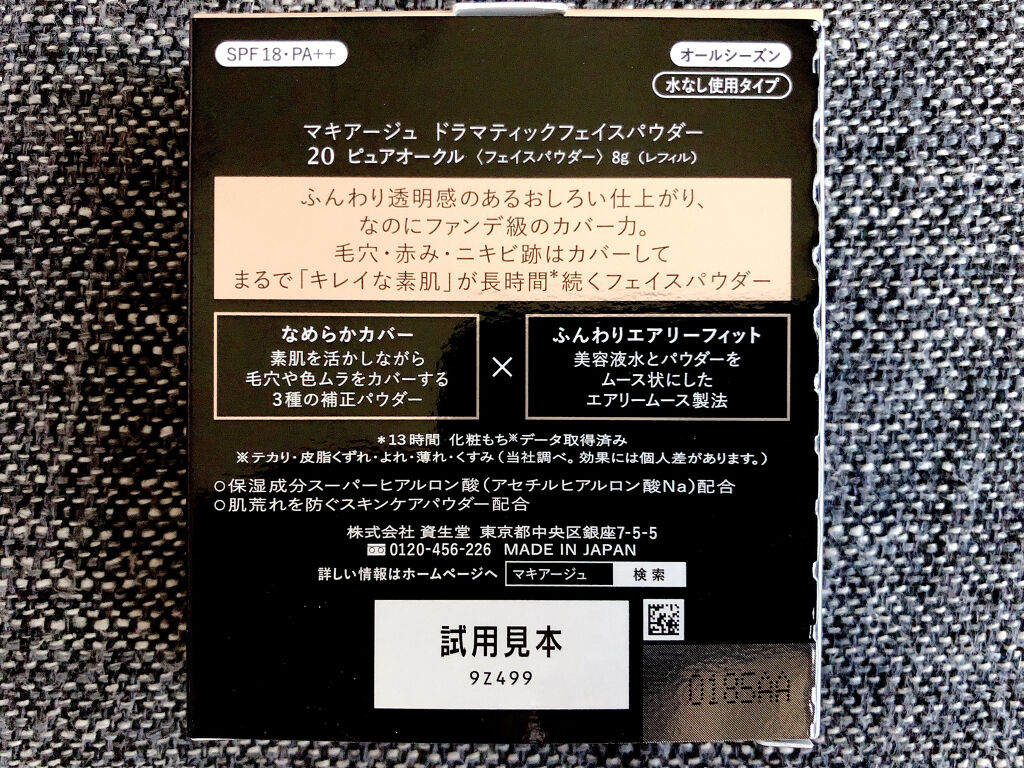 SPF18・PA++
オールシーズン
水なし使用タイプ
マキアージュ ドラマティックフェイスパウダー
20 ピュアオークル〈フェイスパウダー〉8g(レフィル)
ふんわり透明感のあるおしろい仕上がり、
なのにファンデ級のカバー力。
毛穴・赤み・ニキビ跡はカバーして
まるで「キレイな素肌」が長時間*続くフェイスパウダー
なめらかカバー
素肌を活かしながら
毛穴や色ムラをカバーする
3種の補正パウダー
×
ふんわりエアリーフィット
美容液水とパウダーを
ムース状にした
エアリームース製法
*13時間 化粧もち※データ取得済み
※テカリ・皮脂くずれ・よれ・薄れ・くすみ(当社調べ。効果には個人差があります。)
○保湿成分スーパーヒアルロン酸(アセチルヒアルロン酸Na)配合
○肌荒れを防ぐスキンケアパウダー配合
株式会社 資生堂 東京都中央区銀座7-5-5
0120-456-226 MADE IN JAPAN
詳しい情報はホームページへ マキアージュ 検索
試用見本
9Z499
0185AA